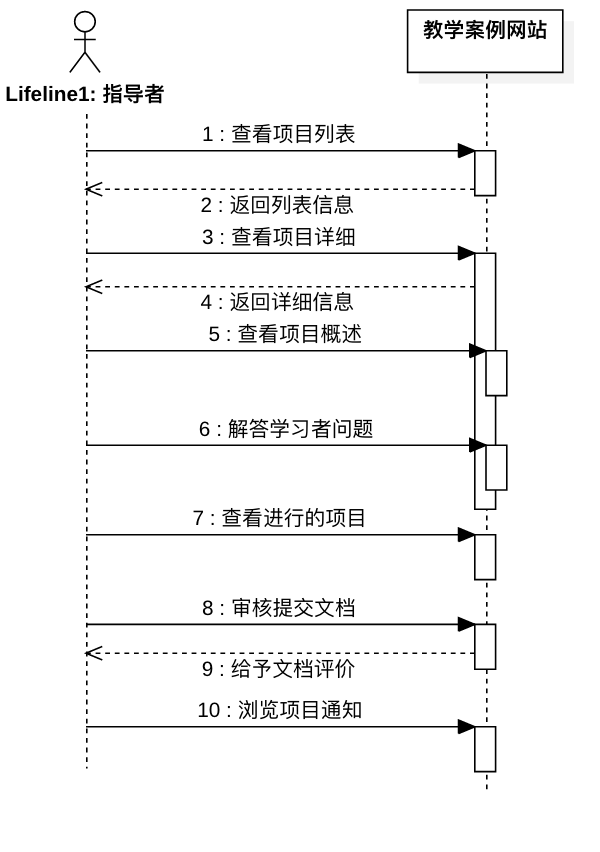 教学案例网站
Lifeline1: 指导者
1 : 查看项目列表
2 : 返回列表信息
3 : 查看项目详细
4 : 返回详细信息
5 : 查看项目概述
6 : 解答学习者问题
7 : 查看进行的项目
8 : 审核提交文档
9 : 给予文档评价
10 : 浏览项目通知